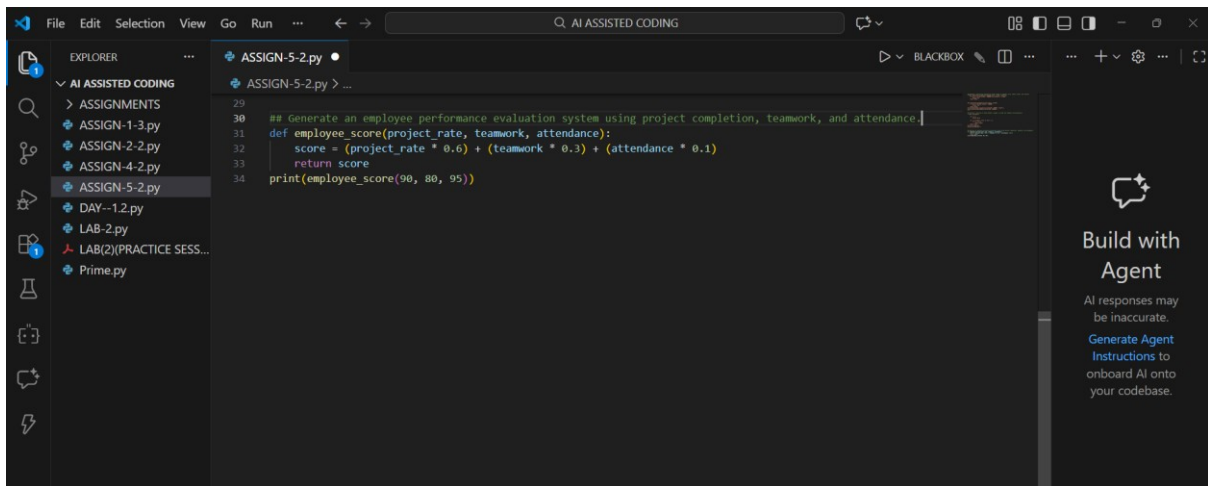 File Edit Selection View Go Run ... AI ASSISTED CODING
EXPLORER ...
AI ASSISTED CODING
ASSIGNMENTS
ASSIGN-1-3.py
ASSIGN-2-2.py
ASSIGN-4-2.py
ASSIGN-5-2.py
DAY--1.2.py
LAB-2.py
LAB(2)(PRACTICE SESS...
Prime.py
1
1
ASSIGN-5-2.py
BLACKBOX
ASSIGN-5-2.py > ...
29
30 ## Generate an employee performance evaluation system using project completion, teamwork, and attendance.
31 def employee_score(project_rate, teamwork, attendance):
32     score = (project_rate * 0.6) + (teamwork * 0.3) + (attendance * 0.1)
33     return score
34 print(employee_score(90, 80, 95))
Build with
Agent
AI responses may
be inaccurate.
Generate Agent
Instructions to
onboard AI onto
your codebase.